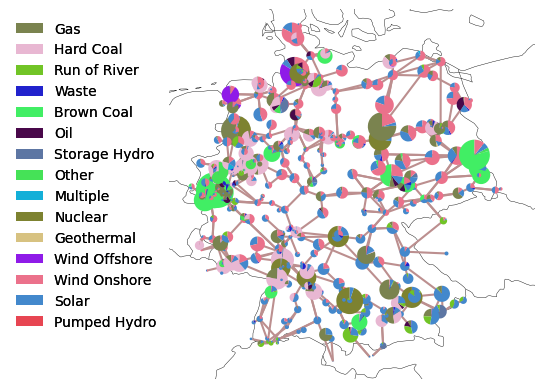 Gas
Hard Coal
Run of River
Waste
Brown Coal
Oil
Storage Hydro
Other
Multiple
Nuclear
Geothermal
Wind Offshore
Wind Onshore
Solar
Pumped Hydro